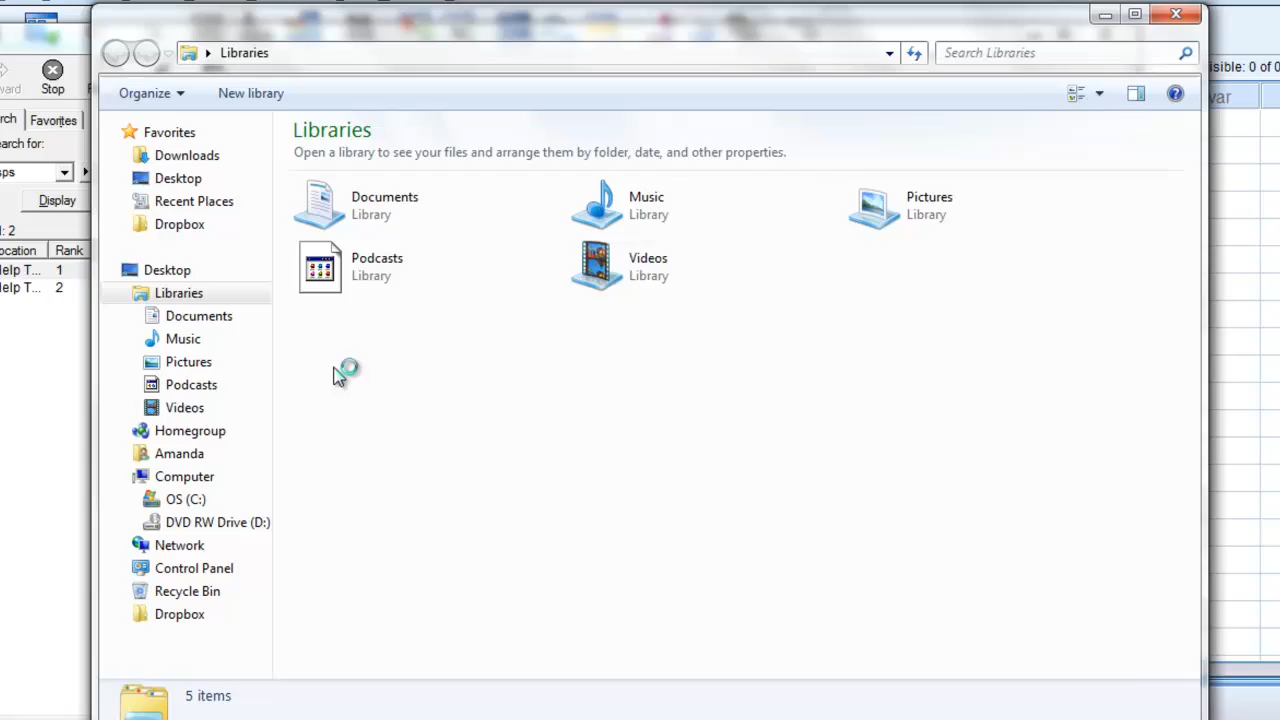 Libraries
Search Libraries
Organize
New library
Favorites
Downloads
Desktop
Recent Places
Dropbox
Desktop
Libraries
Documents
Music
Pictures
Podcasts
Videos
Homegroup
Amanda
Computer
OS (C:)
DVD RW Drive (D:)
Network
Control Panel
Recycle Bin
Dropbox
Libraries
Open a library to see your files and arrange them by folder, date, and other properties.
Documents
Library
Music
Library
Pictures
Library
Podcasts
Library
Videos
Library
5 items
Stop
Favorites
Display
: 2
Rank
1
2
isible: 0 of 0
var